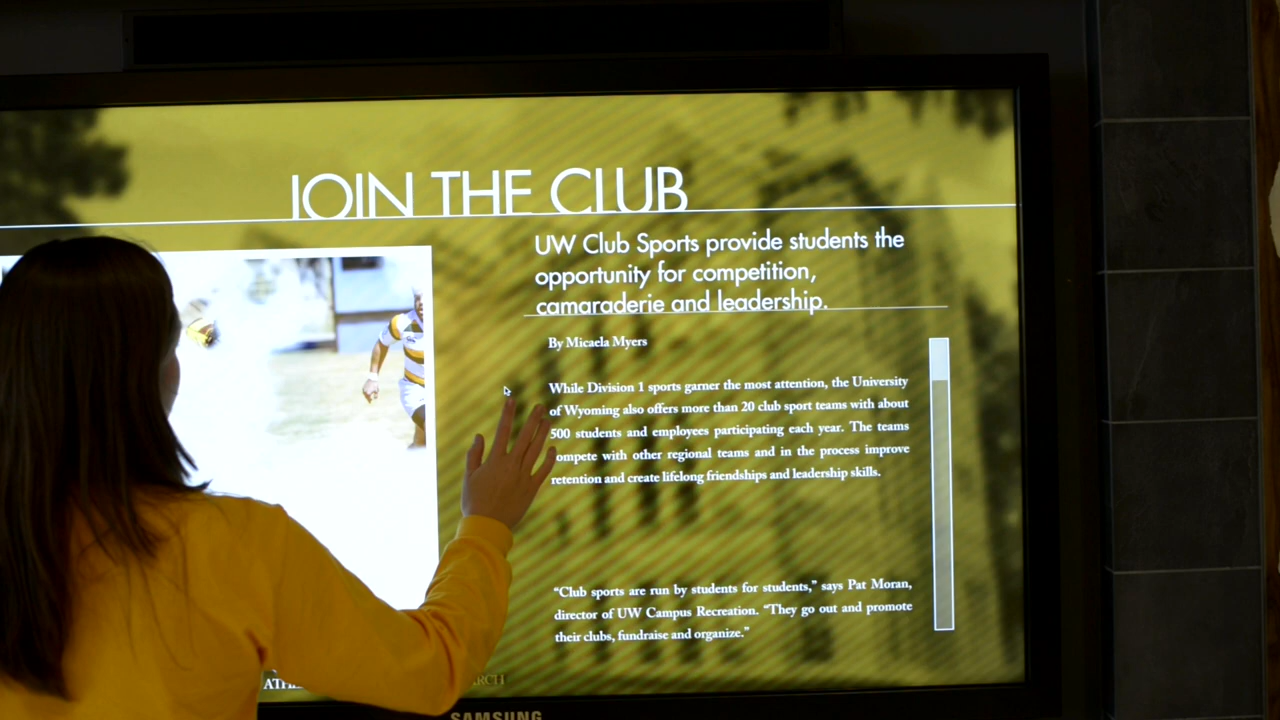 JOIN THE CLUB
UW Club Sports provide students the
opportunity for competition,
camaraderie and leadership.
By Micaela Myers
While Division 1 sports garner the most attention, the University
of Wyoming also offers more than 20 club sport teams with about
500 students and employees participating each year. The teams
ompete with other regional teams and in the process improve
retention and create lifelong friendships and leadership skills.
“Club sports are run by students for students,” says Pat Moran,
director of UW Campus Recreation. “They go out and promote
their clubs, fundraise and organize.”
SAMSUNG